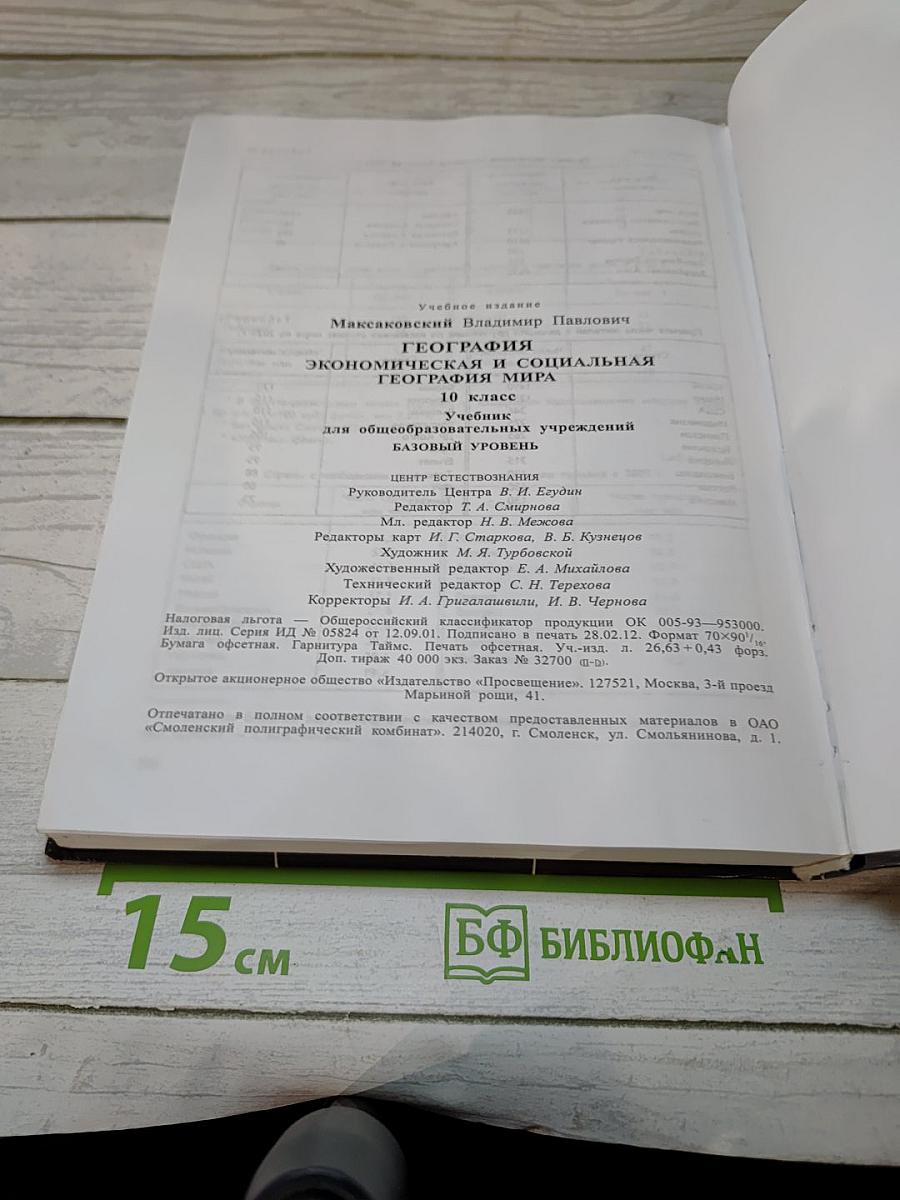 Учебное издание
Максаковский Владимир Павлович
ГЕОГРАФИЯ
ЭКОНОМИЧЕСКАЯ И СОЦИАЛЬНАЯ
ГЕОГРАФИЯ МИРА
10 класс
Учебник
для общеобразовательных учреждений
БАЗОВЫЙ УРОВЕНЬ
ЦЕНТР ЕСТЕСТВОЗНАНИЯ
Руководитель Центра В. И. Егудин
Редактор Т. А. Смирнова
Мл. редактор Н. В. Межова
Редакторы карт И. Г. Старкова, В. Б. Кузнецов
Художник М. Я. Турбовской
Художественный редактор Е. А. Михайлова
Технический редактор С. Н. Терехова
Корректоры И. А. Григалашвили, И. В. Чернова
Налоговая льгота — Общероссийский классификатор продукции ОК 005-93—953000.
Изд. лиц. Серия ИД № 05824 от 12.09.01. Подписано в печать 28.02.12. Формат 70×90 1/16.
Бумага офсетная. Гарнитура Таймс. Печать офсетная. Уч.-изд. л. 26,63 + 0,43 форз.
Доп. тираж 40 000 экз. Заказ № 32700 (п-п).
Открытое акционерное общество «Издательство «Просвещение». 127521, Москва, 3-й проезд
Марьиной рощи, 41.
Отпечатано в полном соответствии с качеством предоставленных материалов в ОАО
«Смоленский полиграфический комбинат». 214020, г. Смоленск, ул. Смольянинова, д. 1.
15 см
БФ БИБЛИОФАН